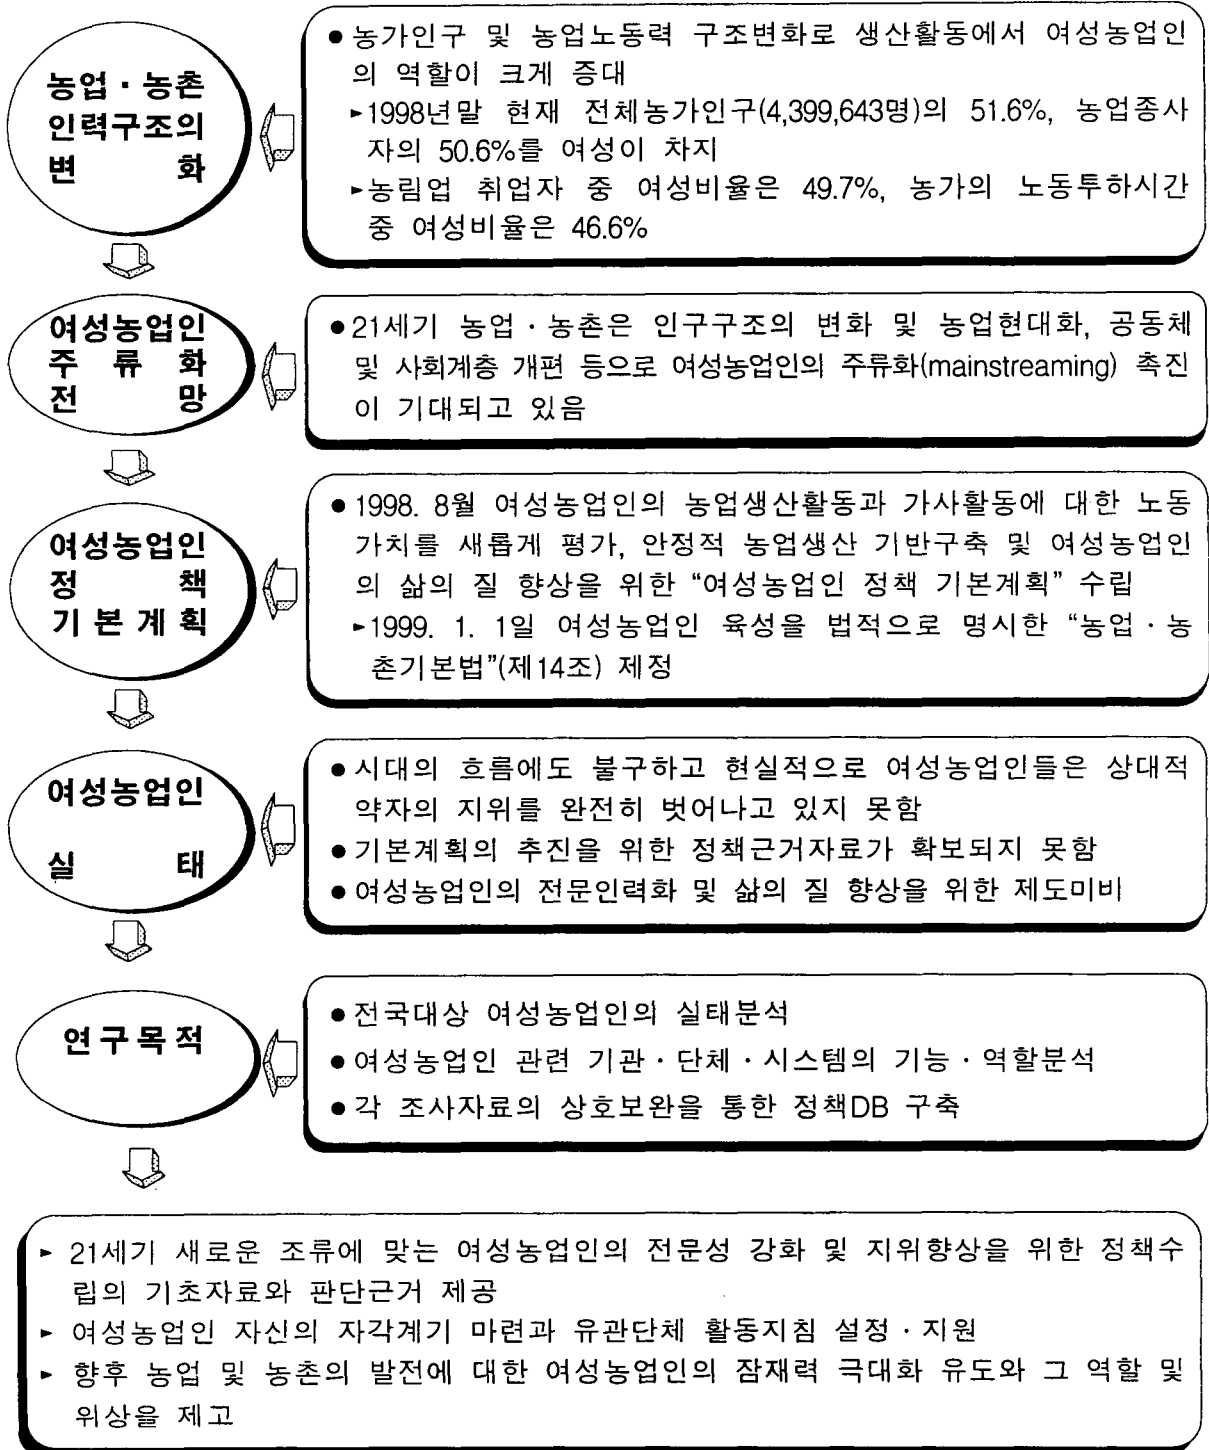 농업 · 농촌
인력구조의
변 화
● 농가인구 및 농업노동력 구조변화로 생산활동에서 여성농업인
의 역할이 크게 증대
►1998년말 현재 전체농가인구(4,399,643명)의 51.6%, 농업종사
자의 50.6%를 여성이 차지
►농림업 취업자 중 여성비율은 49.7%, 농가의 노동투하시간
중 여성비율은 46.6%
여성농업인
주 류 화
전 망
● 21세기 농업 · 농촌은 인구구조의 변화 및 농업현대화, 공동체
및 사회계층 개편 등으로 여성농업인의 주류화(mainstreaming) 촉진
이 기대되고 있음
여성농업인
정 책
기 본 계 획
● 1998. 8월 여성농업인의 농업생산활동과 가사활동에 대한 노동
가치를 새롭게 평가, 안정적 농업생산 기반구축 및 여성농업인
의 삶의 질 향상을 위한 “여성농업인 정책 기본계획” 수립
►1999. 1. 1일 여성농업인 육성을 법적으로 명시한 “농업 · 농
촌기본법”(제14조) 제정
여성농업인
실 태
● 시대의 흐름에도 불구하고 현실적으로 여성농업인들은 상대적
약자의 지위를 완전히 벗어나고 있지 못함
● 기본계획의 추진을 위한 정책근거자료가 확보되지 못함
● 여성농업인의 전문인력화 및 삶의 질 향상을 위한 제도미비
연 구 목 적
● 전국대상 여성농업인의 실태분석
● 여성농업인 관련 기관 · 단체 · 시스템의 기능 · 역할분석
● 각 조사자료의 상호보완을 통한 정책DB 구축
► 21세기 새로운 조류에 맞는 여성농업인의 전문성 강화 및 지위향상을 위한 정책수
립의 기초자료와 판단근거 제공
► 여성농업인 자신의 자각계기 마련과 유관단체 활동지침 설정 · 지원
► 향후 농업 및 농촌의 발전에 대한 여성농업인의 잠재력 극대화 유도와 그 역할 및
위상을 제고